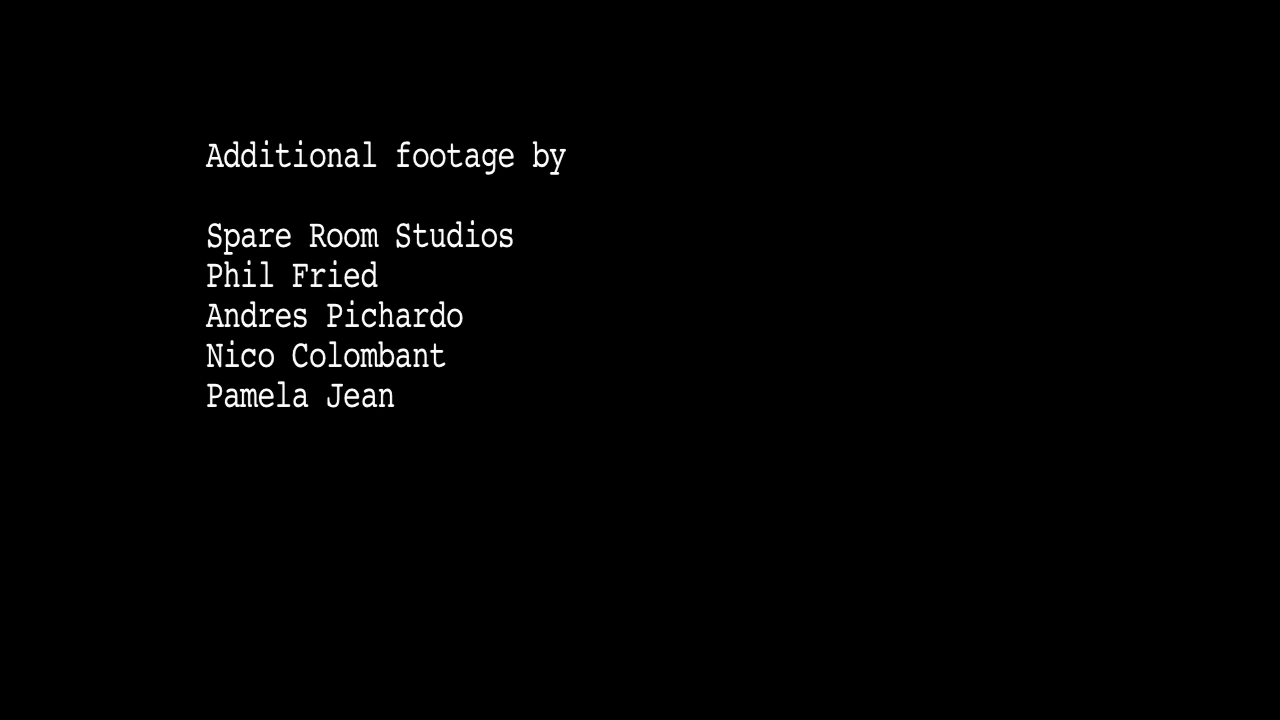 Additional footage by
Spare Room Studios
Phil Fried
Andres Pichardo
Nico Colombant
Pamela Jean